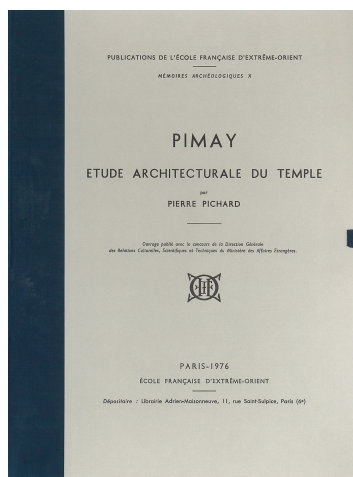 PUBLICATIONS DE L'ÉCOLE FRANÇAISE D'EXTRÊME-ORIENT
MÉMOIRES ARCHÉOLOGIQUES X
PIMAY
ETUDE ARCHITECTURALE DU TEMPLE
par
PIERRE PICHARD
Ouvrage publié avec le concours de la Direction Générale
des Relations Culturelles, Scientifiques et Techniques du Ministère des Affaires Étrangères.
PARIS-1976
ÉCOLE FRANÇAISE D'EXTRÊME-ORIENT
Dépositaire : Librairie Adrien-Maisonneuve, 11, rue Saint-Sulpice, Paris (6e)